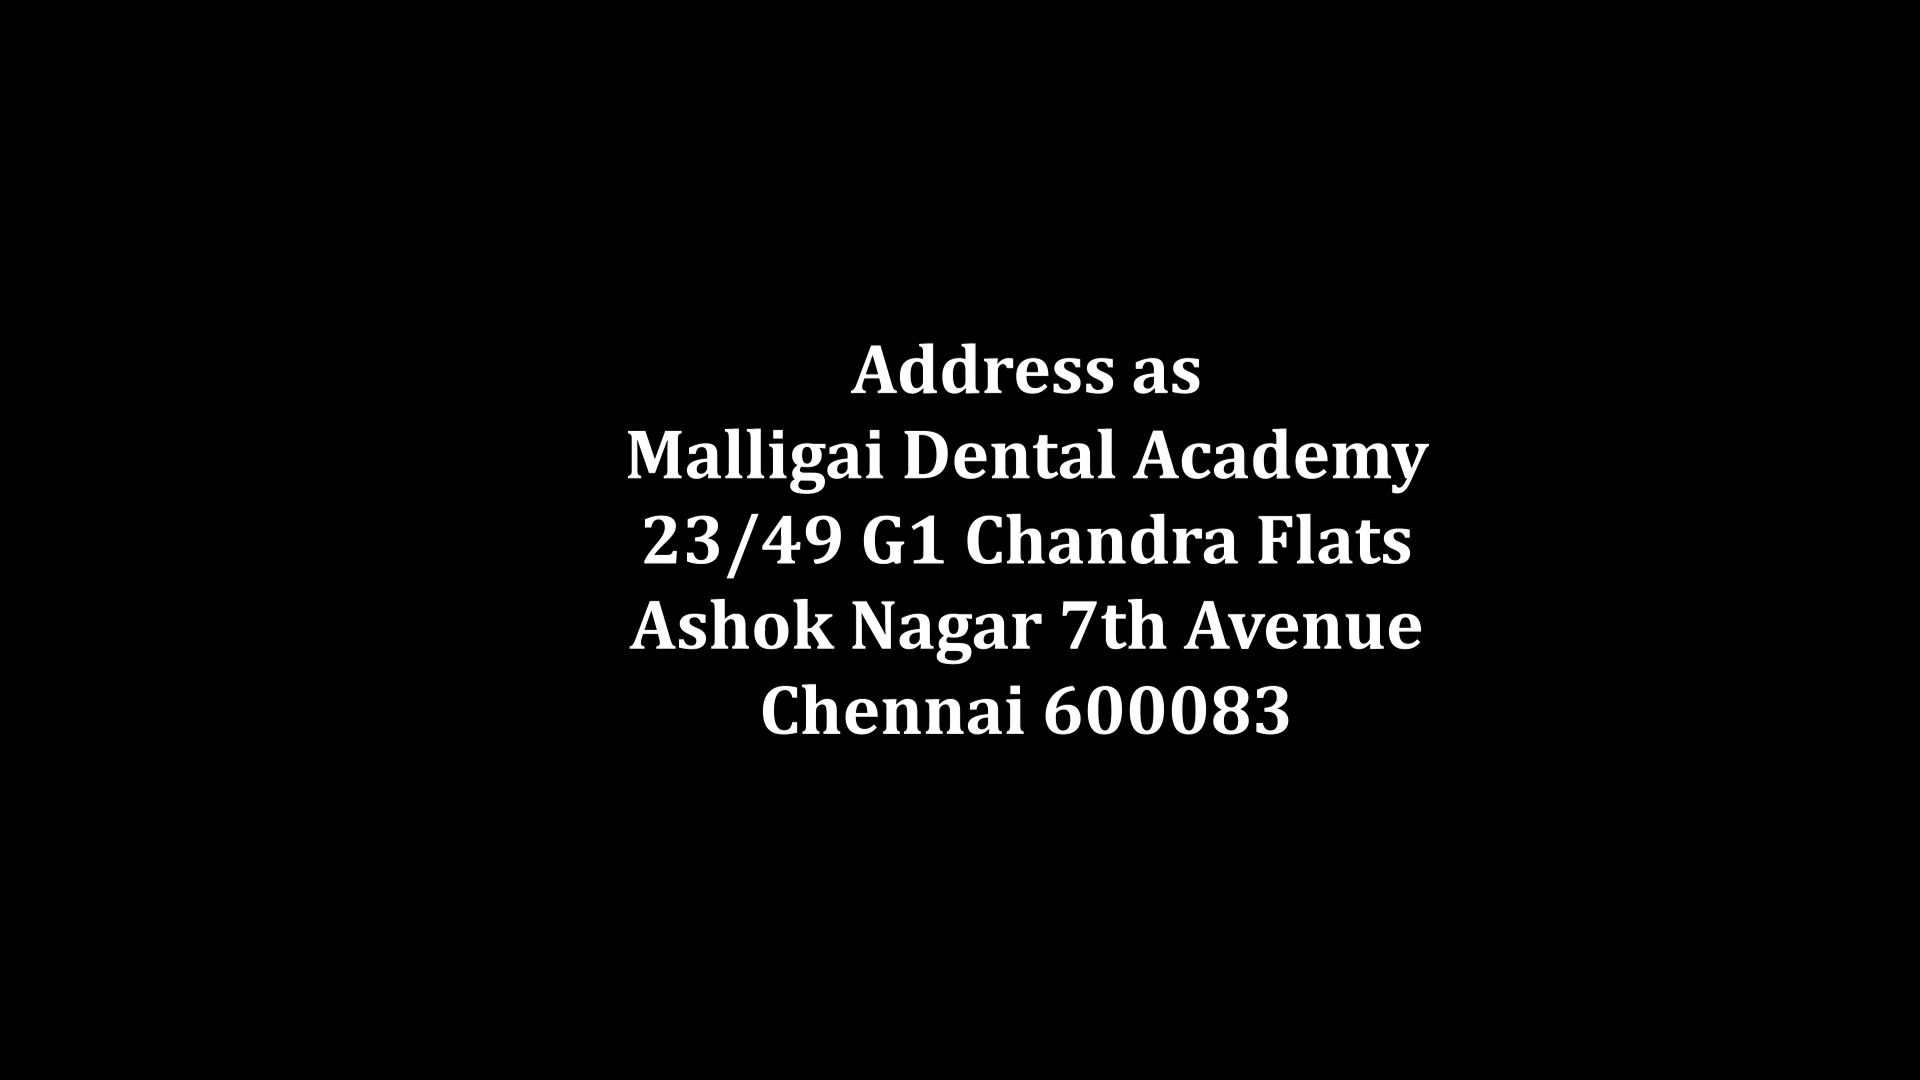 Address as
Malligai Dental Academy
23/49 G1 Chandra Flats
Ashok Nagar 7th Avenue
Chennai 600083